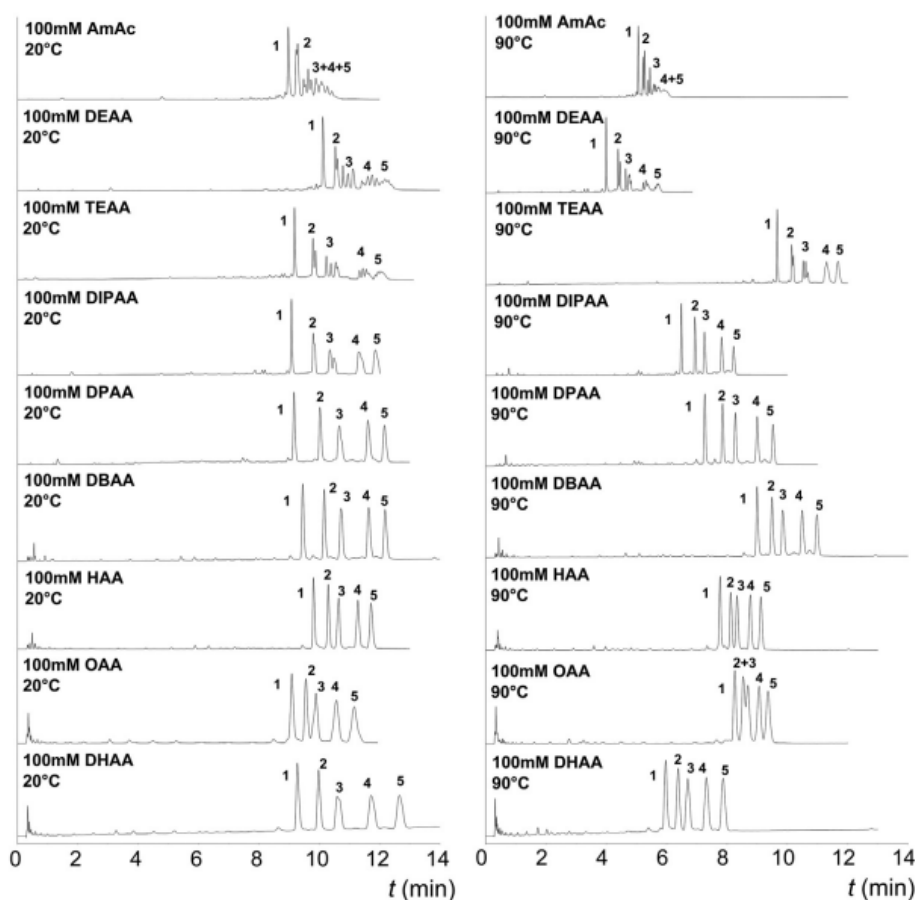 100mM AmAc
20°C
1
2
3+4+5
100mM DEAA
20°C
1
2
3
4
5
100mM TEAA
20°C
1
2
3
4
5
100mM DIPAA
20°C
1
2
3
4
5
100mM DPAA
20°C
1
2
3
4
5
100mM DBAA
20°C
1
2
3
4
5
100mM HAA
20°C
1
2
3
4
5
100mM OAA
20°C
1
2
3
4
5
100mM DHAA
20°C
1
2
3
4
5
0 2 4 6 8 10 12 14
t (min)
100mM AmAc
90°C
1
2
3
4+5
100mM DEAA
90°C
1
2
3
4
5
100mM TEAA
90°C
1
2
3
4
5
100mM DIPAA
90°C
1
2
3
4
5
100mM DPAA
90°C
1
2
3
4
5
100mM DBAA
90°C
1
2
3
4
5
100mM HAA
90°C
1
2
3
4
5
100mM OAA
90°C
1
2+3
4
5
100mM DHAA
90°C
1
2
3
4
5
0 2 4 6 8 10 12 14
t (min)